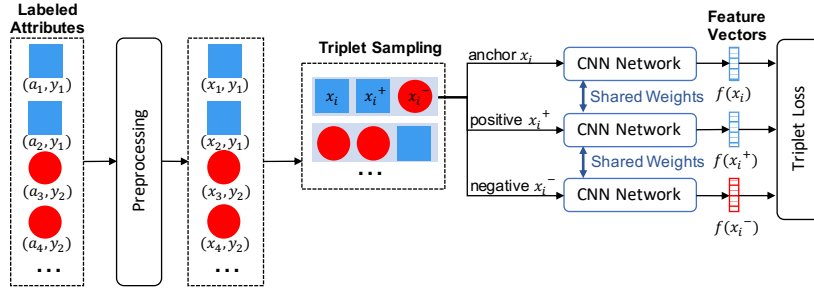 Labeled
Attributes
(a₁, y₁)
(a₂, y₁)
(a₃, y₂)
(a₄, y₂)
...
Preprocessing
(x₁, y₁)
(x₂, y₁)
(x₃, y₂)
(x₄, y₂)
...
Triplet Sampling
xᵢ xᵢ⁺ xᵢ⁻
...
anchor xᵢ
positive xᵢ⁺
negative xᵢ⁻
CNN Network
Shared Weights
CNN Network
Shared Weights
CNN Network
Feature
Vectors
f(xᵢ)
f(xᵢ⁺)
f(xᵢ⁻)
Triplet Loss